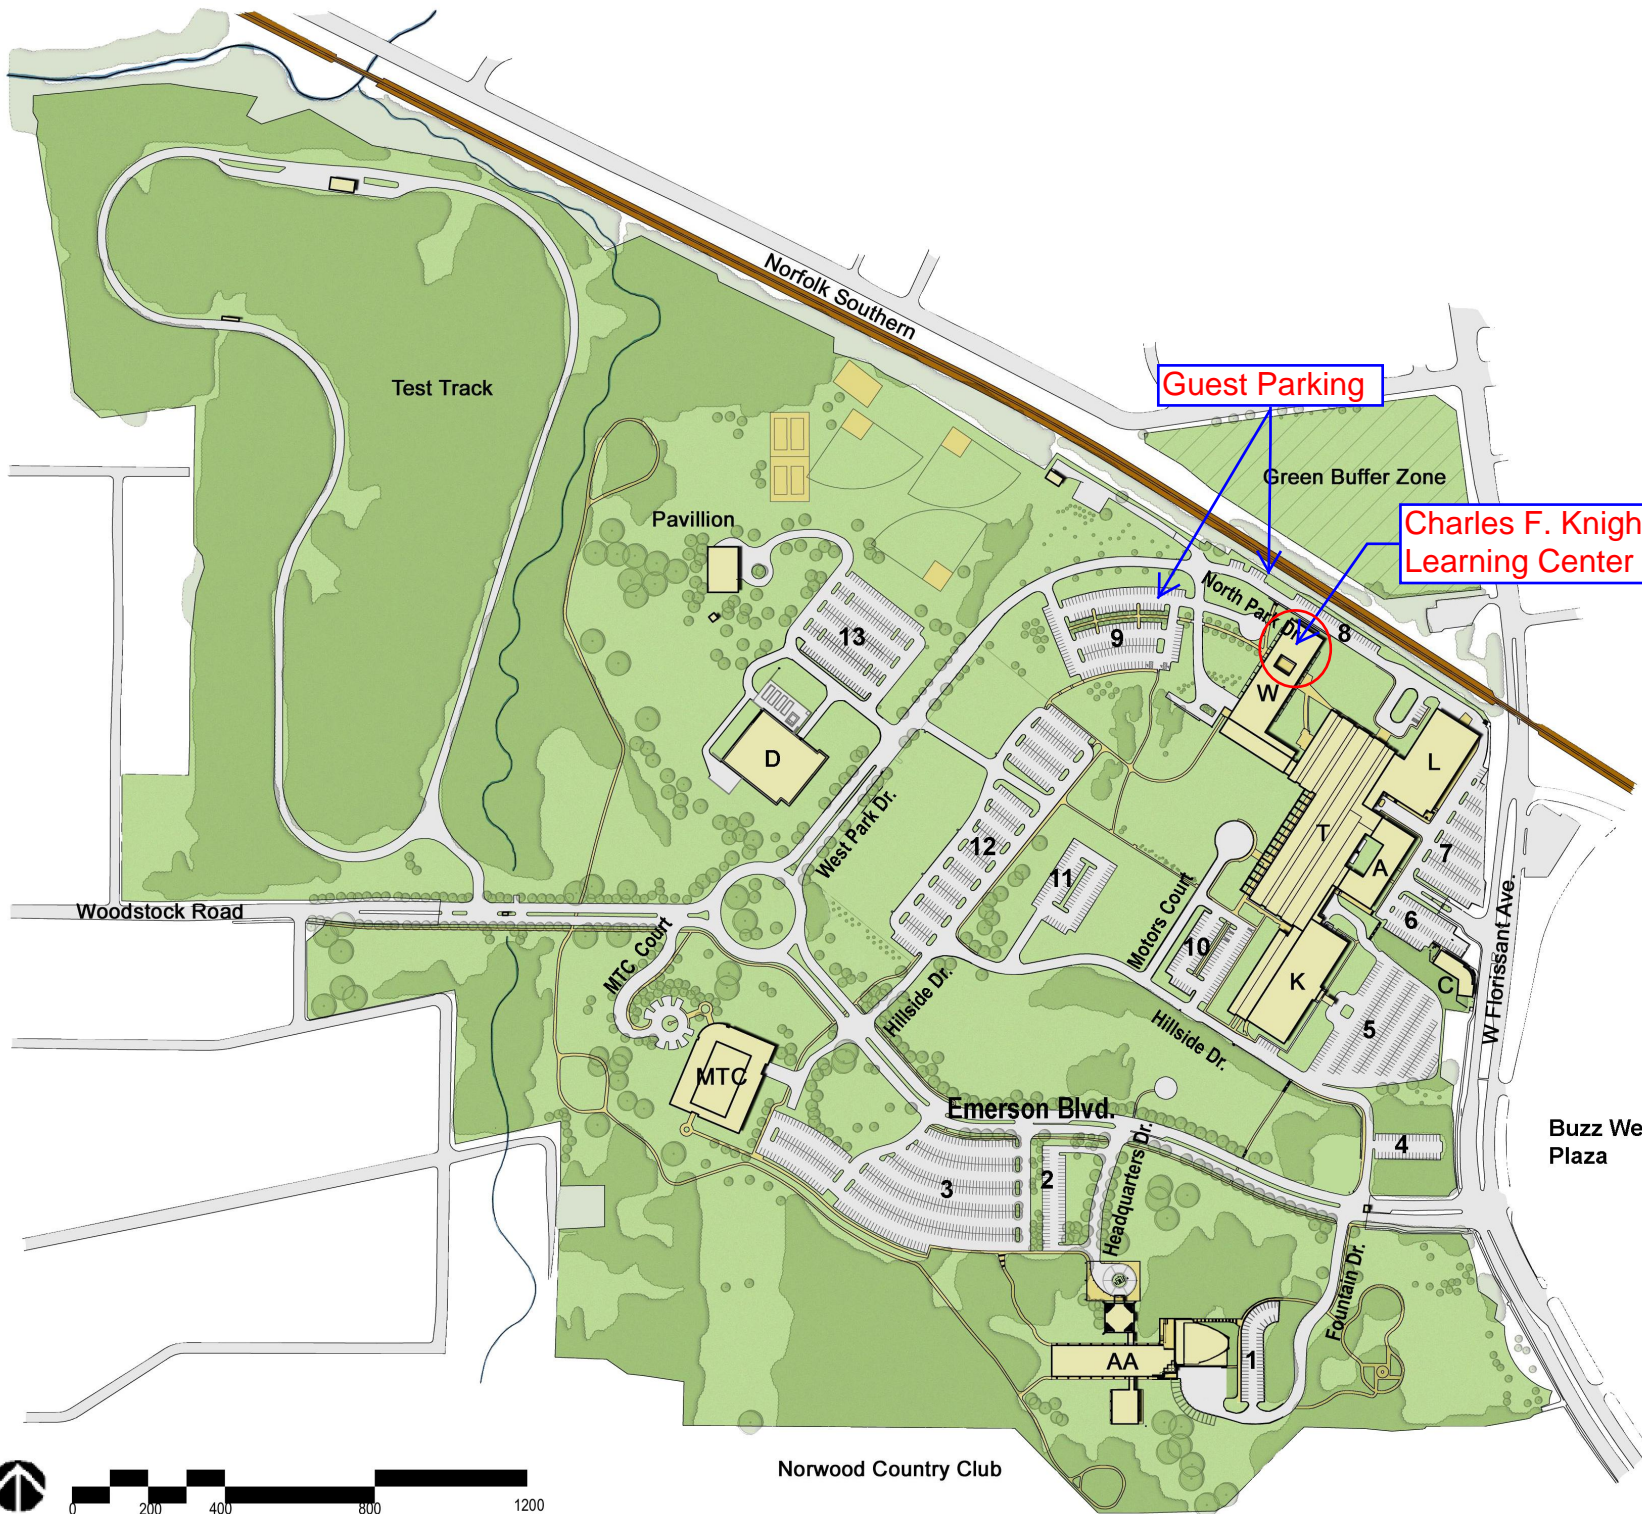 Norfolk Southern
Guest Parking
Test Track
Green Buffer Zone
Charles F. Knigh
Learning Center
Pavillion
North Park Dr.
8
13
9
W
D
L
West Park Dr.
T
12
7
A
11
Woodstock Road
W Florissant Ave.
6
Motors Court
10
MTC Court
Hillside Dr.
K
C
5
Hillside Dr.
MTC
Emerson Blvd.
Buzz We
Plaza
4
2
3
Headquarters Dr.
Fountain Dr.
AA
1
Norwood Country Club
0 200 400 800 1200